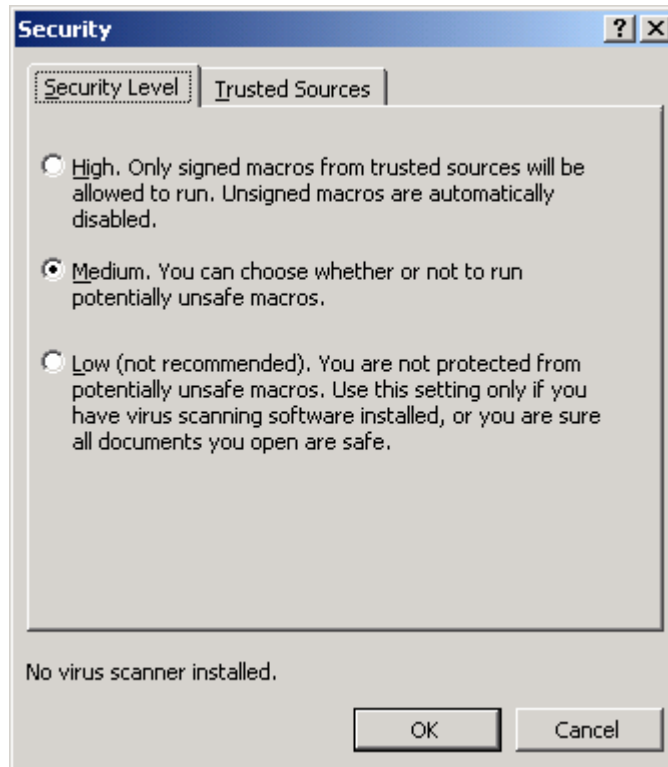 Security
Security Level
Trusted Sources
High. Only signed macros from trusted sources will be
allowed to run. Unsigned macros are automatically
disabled.
Medium. You can choose whether or not to run
potentially unsafe macros.
Low (not recommended). You are not protected from
potentially unsafe macros. Use this setting only if you
have virus scanning software installed, or you are sure
all documents you open are safe.
No virus scanner installed.
OK
Cancel